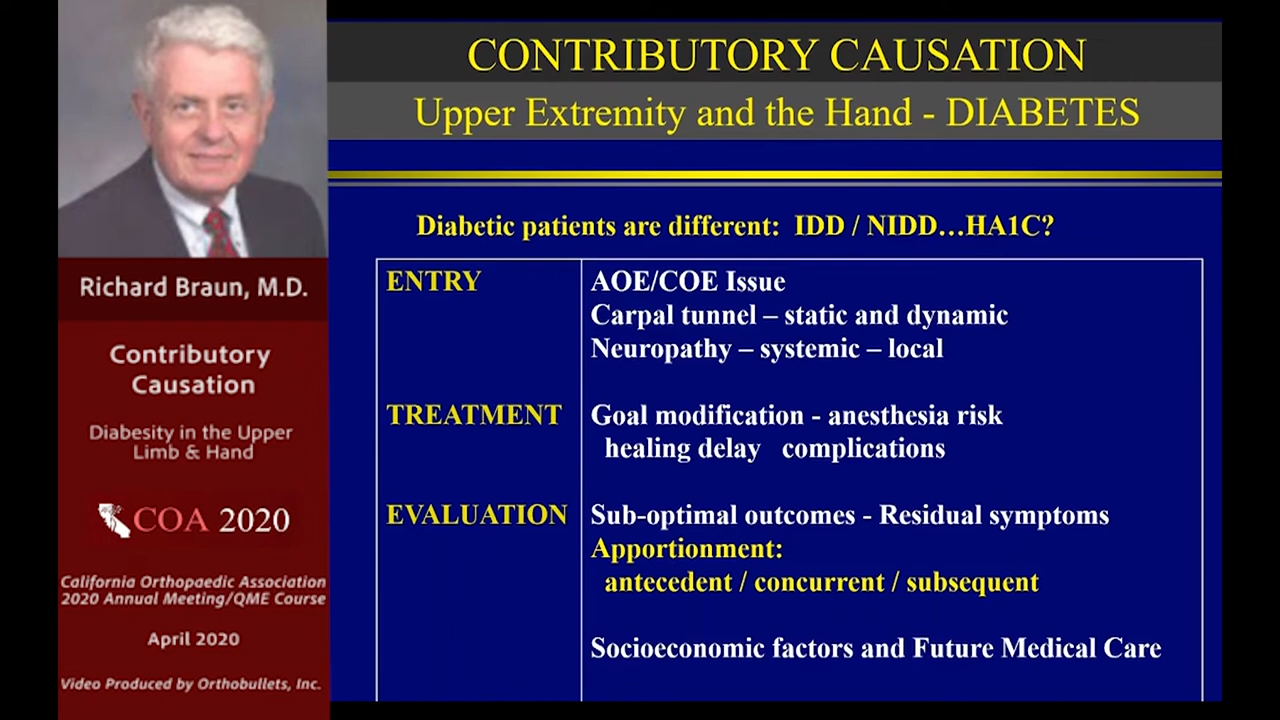 Richard Braun, M.D.
Contributory
Causation
Diabesity in the Upper
Limb & Hand
COA 2020
California Orthopaedic Association
2020 Annual Meeting/QME Course
April 2020
Video Produced by Orthobullets, Inc.
CONTRIBUTORY CAUSATION
Upper Extremity and the Hand - DIABETES
Diabetic patients are different: IDD / NIDD...HA1C?
ENTRY
AOE/COE Issue
Carpal tunnel – static and dynamic
Neuropathy – systemic – local
TREATMENT
Goal modification - anesthesia risk
healing delay complications
EVALUATION
Sub-optimal outcomes - Residual symptoms
Apportionment:
antecedent / concurrent / subsequent
Socioeconomic factors and Future Medical Care